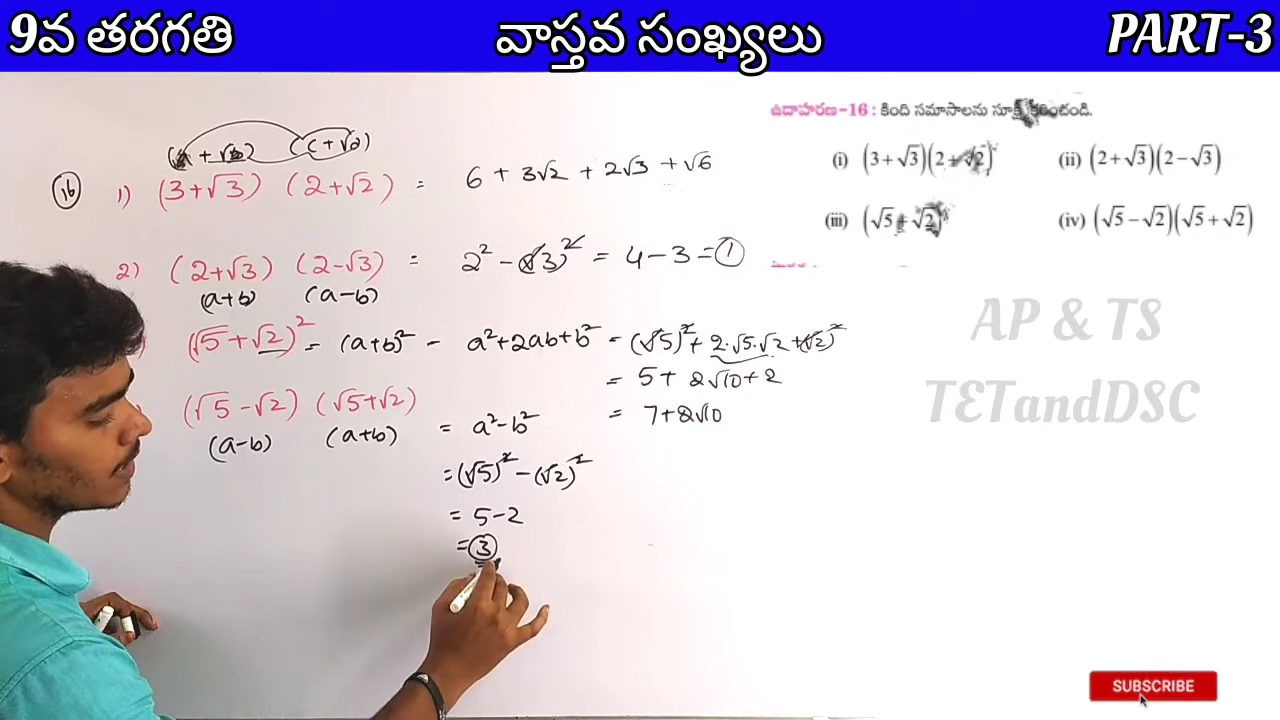 9వ తరగతి వాస్తవ సంఖ్యలు PART-3
ఉదాహరణ-16 : కింది సమాసాలను
(i) (3+√3)(2+√2) (ii) (2+√3)(2−√3)
(iii) (√5+√2)² (iv) (√5−√2)(√5+√2)
AP & TS
TETandDSC
16 1) (3+√3) (2+√2) = 6 + 3√2 + 2√3 + √6
2) (2+√3) (2-√3) = 2² - (√3)² = 4 - 3 = 1
(a+b) (a-b)
(√5+√2)² = (a+b)² - a²+2ab+b² = (√5)² + 2·√5·√2 + (√2)²
= 5 + 2√10 + 2
= 7+2√10
(√5-√2) (√5+√2) = a²-b²
(a-b) (a+b)
= (√5)² - (√2)²
= 5-2
= 3
SUBSCRIBE